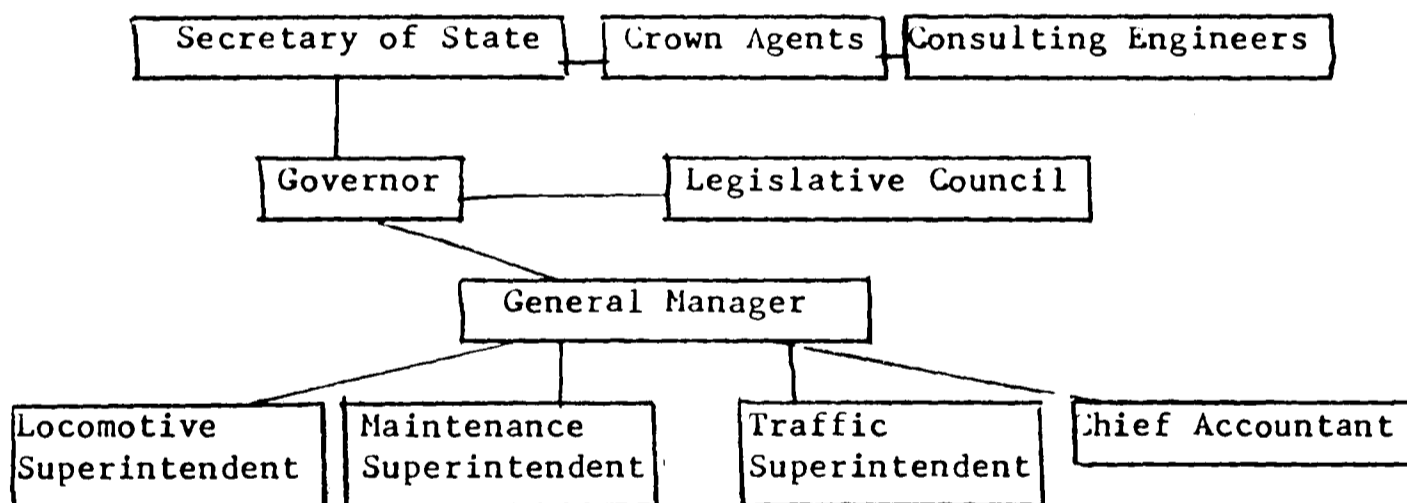 Secretary of State
Crown Agents
Consulting Engineers
Governor
Legislative Council
General Manager
Locomotive
Superintendent
Maintenance
Superintendent
Traffic
Superintendent
Chief Accountant